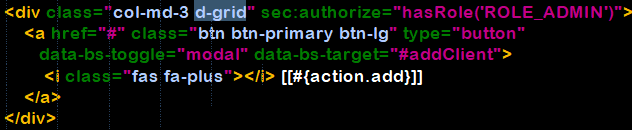 <div class="col-md-3 d-grid" sec:authorize="hasRole('ROLE_ADMIN')">
<a href="#" class="btn btn-primary btn-lg" type="button"
data-bs-toggle="modal" data-bs-target="#addClient">
<i class="fas fa-plus"></i> [[#{action.add}]]
</a>
</div>